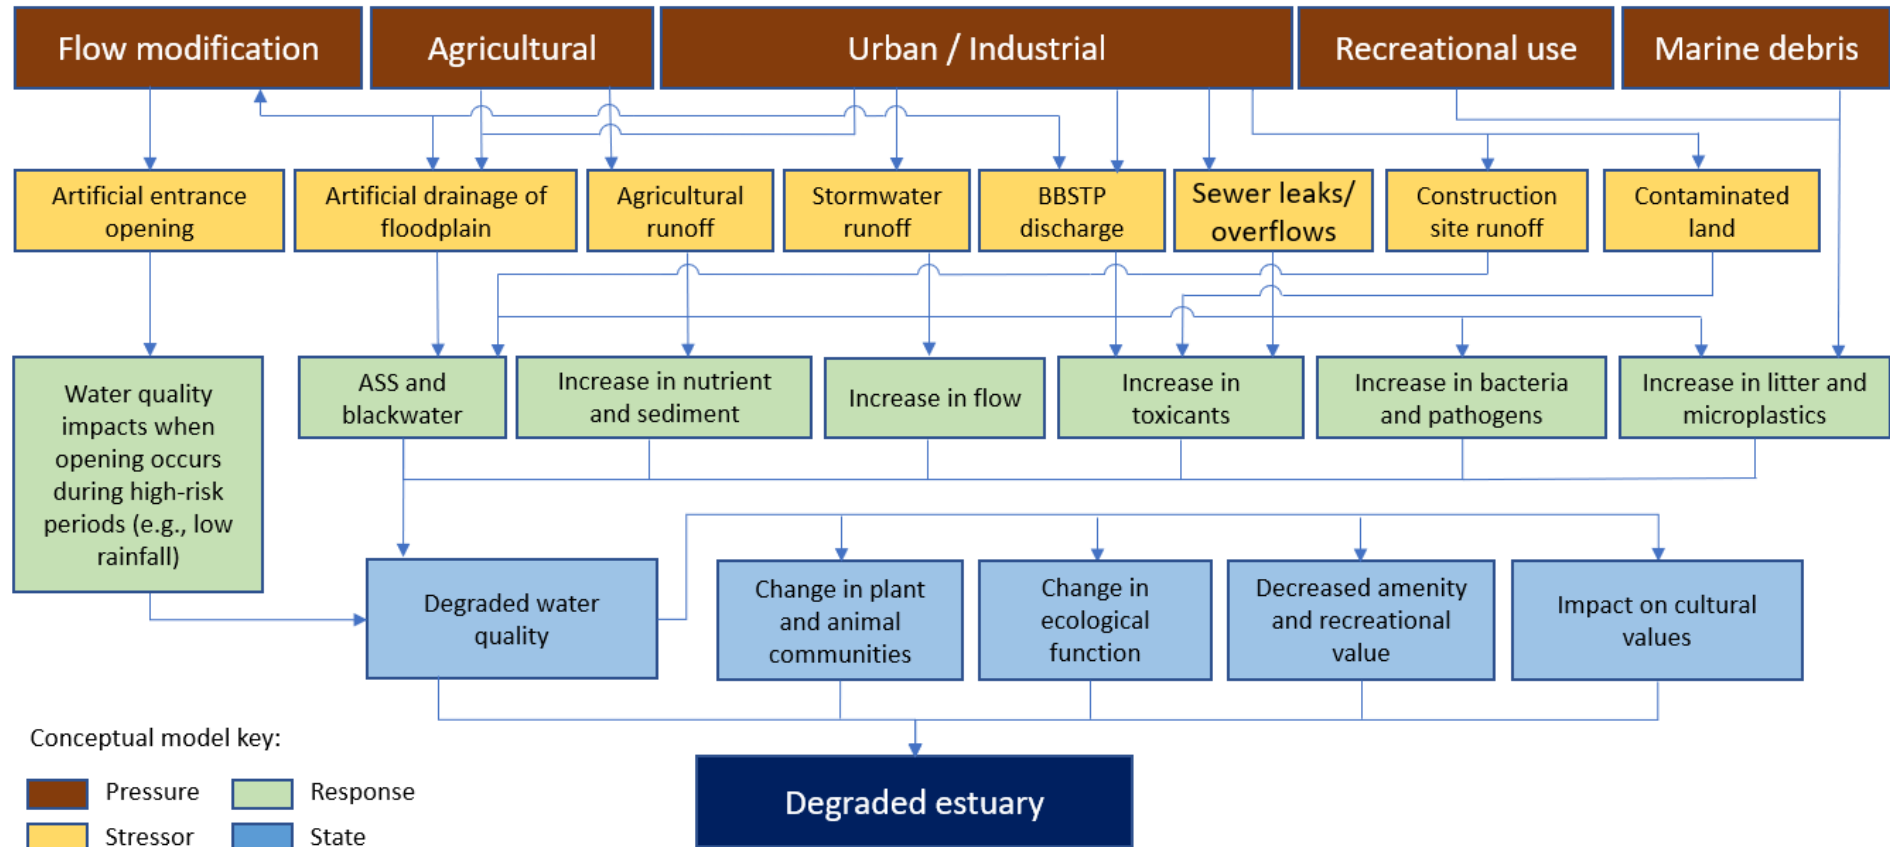 Flow modification
Agricultural
Urban / Industrial
Recreational use
Marine debris
Artificial entrance
opening
Artificial drainage of
floodplain
Agricultural
runoff
Stormwater
runoff
BBSTP
discharge
Sewer leaks/
overflows
Construction
site runoff
Contaminated
land
Water quality
impacts when
opening occurs
during high-risk
periods (e.g., low
rainfall)
ASS and
blackwater
Increase in nutrient
and sediment
Increase in flow
Increase in
toxicants
Increase in bacteria
and pathogens
Increase in litter and
microplastics
Degraded water
quality
Change in plant
and animal
communities
Change in
ecological
function
Decreased amenity
and recreational
value
Impact on cultural
values
Conceptual model key:
Pressure
Response
Stressor
State
Degraded estuary